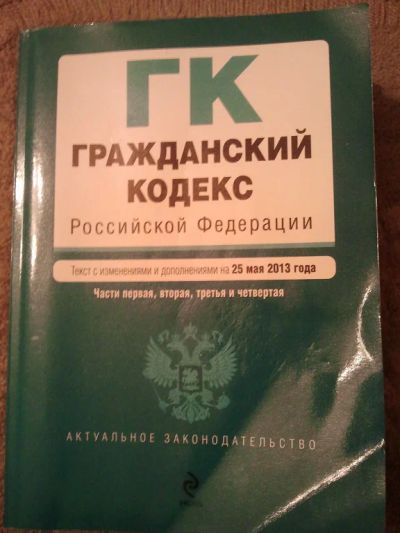 ГК
ГРАЖДАНСКИЙ
КОДЕКС
Российской Федерации
Текст с изменениями и дополнениями на 25 мая 2013 года
Части первая, вторая, третья и четвертая
АКТУАЛЬНОЕ ЗАКОНОДАТЕЛЬСТВО